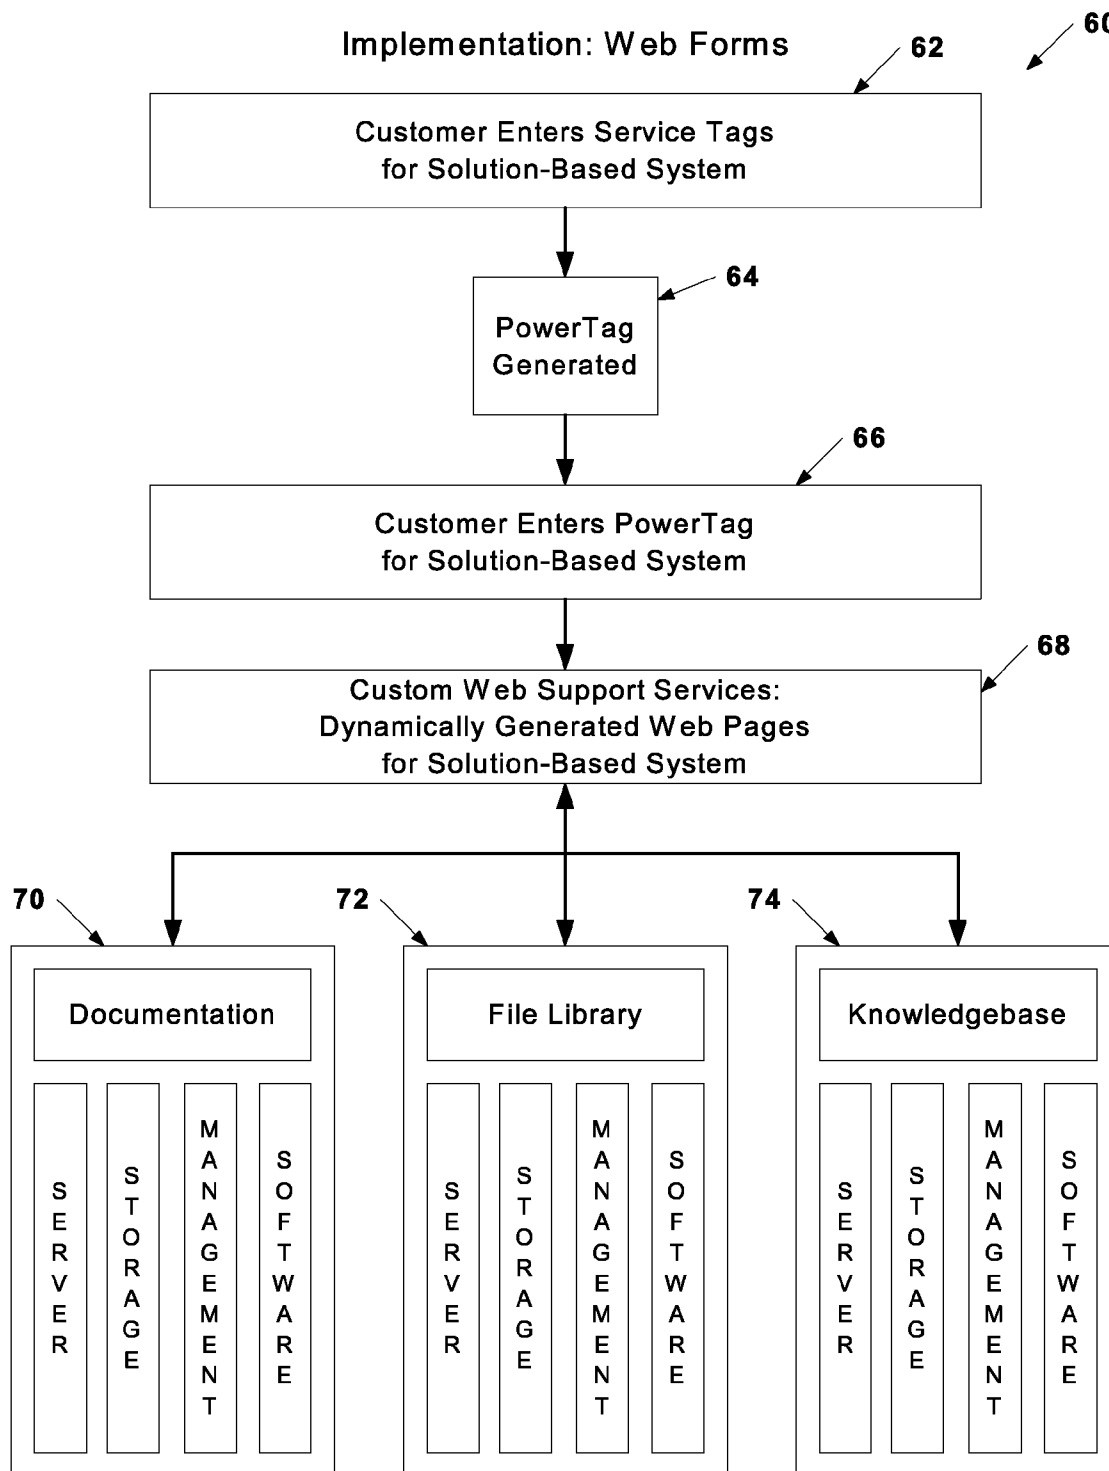 60
Implementation: Web Forms
62
Customer Enters Service Tags
for Solution-Based System
64
PowerTag
Generated
66
Customer Enters PowerTag
for Solution-Based System
68
Custom Web Support Services:
Dynamically Generated Web Pages
for Solution-Based System
70
72
74
Documentation
File Library
Knowledgebase
SERVER
STORAGE
MANAGEMENT
SOFTWARE
SERVER
STORAGE
MANAGEMENT
SOFTWARE
SERVER
STORAGE
MANAGEMENT
SOFTWARE